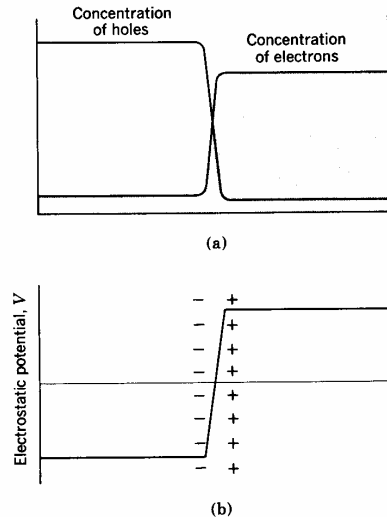 Concentration
of holes
Concentration
of electrons
(a)
Electrostatic potential, V
− +
− +
− +
− +
− +
− +
− +
− +
(b)